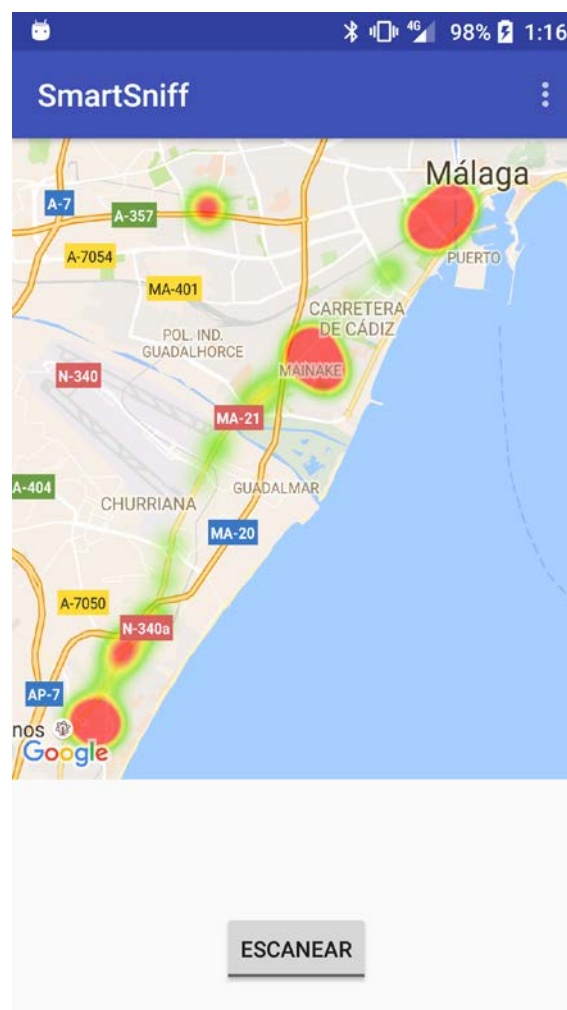 4G 98% 1:16
SmartSniff
Málaga
A-7
A-357
A-7054
PUERTO
MA-401
CARRETERA
DE CÁDIZ
POL. IND.
GUADALHORCE
MAINAKE
N-340
MA-21
A-404
GUADALMAR
CHURRIANA
MA-20
A-7050
N-340a
AP-7
nos
Google
ESCANEAR